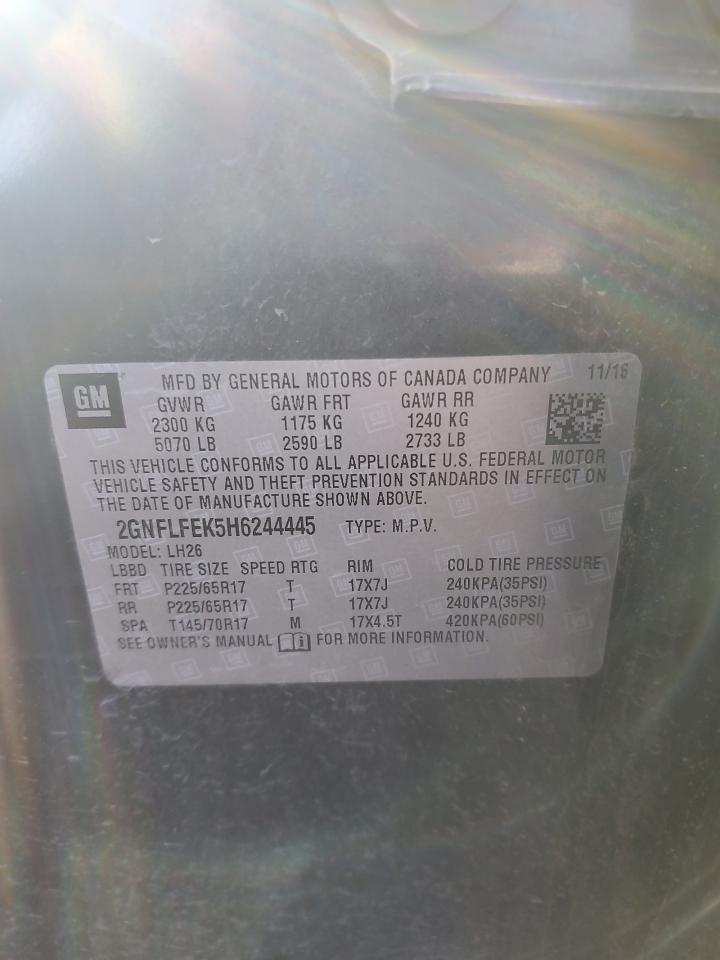 GM MFD BY GENERAL MOTORS OF CANADA COMPANY 11/16
GVWR GAWR FRT GAWR RR
2300 KG 1175 KG 1240 KG
5070 LB 2590 LB 2733 LB
THIS VEHICLE CONFORMS TO ALL APPLICABLE U.S. FEDERAL MOTOR
VEHICLE SAFETY AND THEFT PREVENTION STANDARDS IN EFFECT ON
THE DATE OF MANUFACTURE SHOWN ABOVE.
2GNFLFEK5H6244445 TYPE: M.P.V.
MODEL: LH26
LBBD TIRE SIZE SPEED RTG RIM COLD TIRE PRESSURE
FRT P225/65R17 T 17X7J 240KPA(35PSI)
RR P225/65R17 T 17X7J 240KPA(35PSI)
SPA T145/70R17 M 17X4.5T 420KPA(60PSI)
SEE OWNER'S MANUAL i FOR MORE INFORMATION.